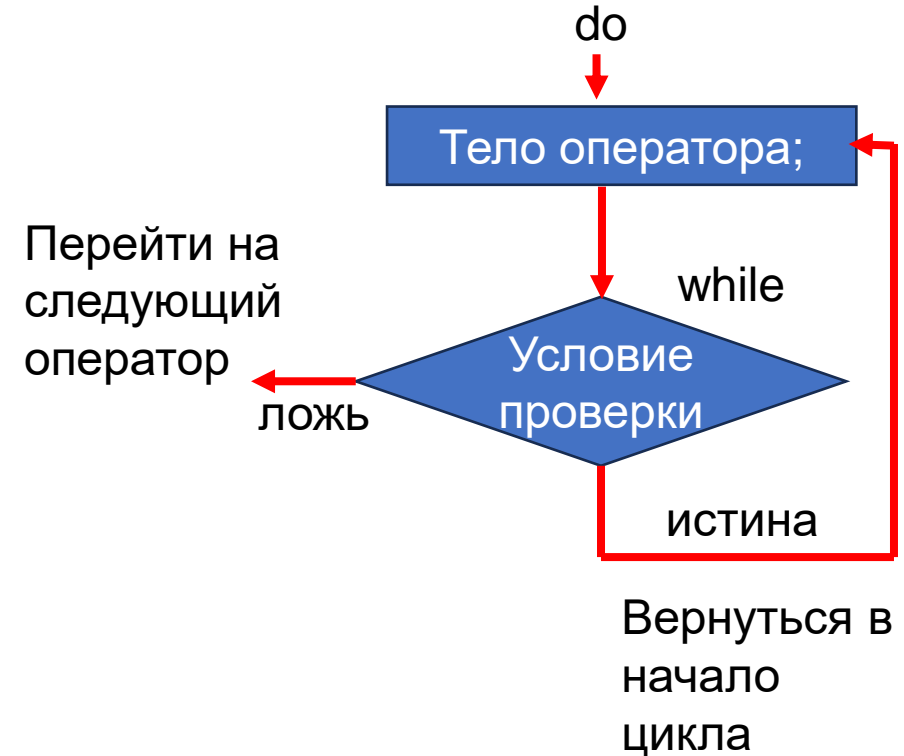 do
Тело оператора;
Перейти на
следующий
оператор
while
Условие
проверки
ложь
истина
Вернуться в
начало
цикла